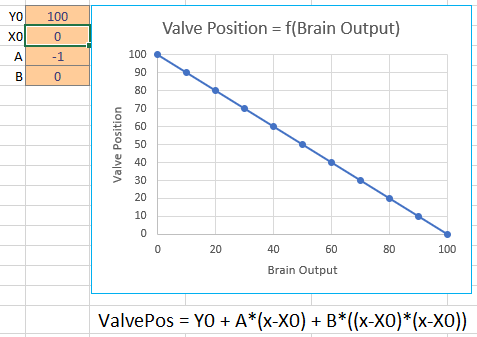 Y0 100
X0 0
A -1
B 0
Valve Position = f(Brain Output)
Valve Position
100
90
80
70
60
50
40
30
20
10
0
0 20 40 60 80 100
Brain Output
ValvePos = Y0 + A*(x-X0) + B*((x-X0)*(x-X0))